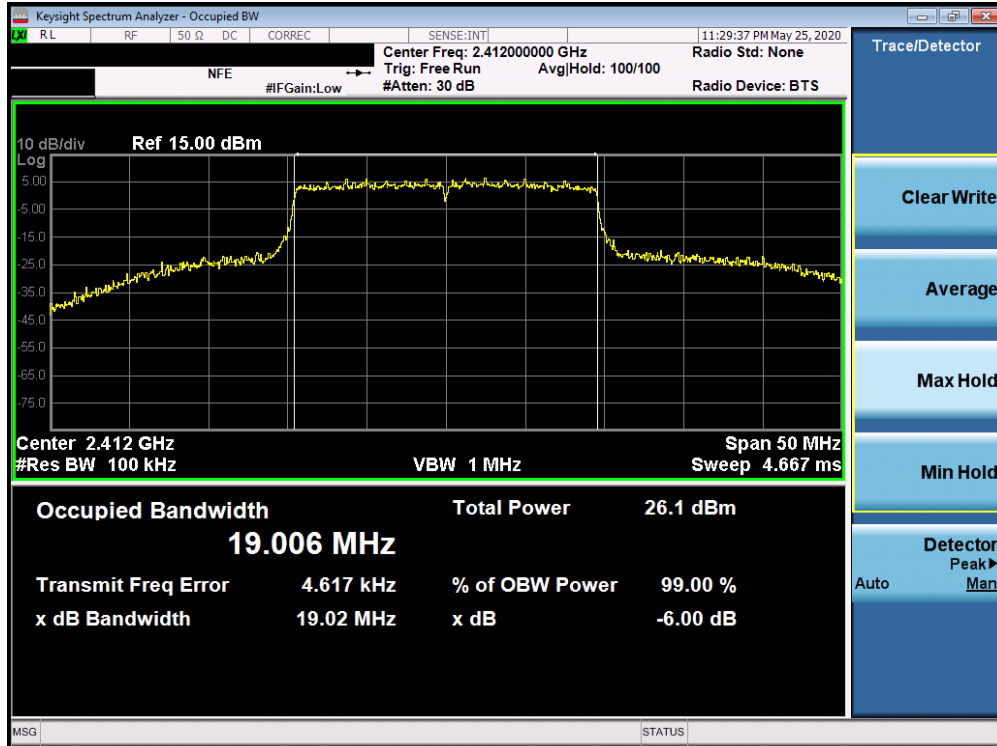 Keysight Spectrum Analyzer - Occupied BW
LXI RL RF 50 Ω DC CORREC SENSE:INT 11:29:37 PM May 25, 2020
Center Freq: 2.412000000 GHz Radio Std: None
NFE Trig: Free Run Avg|Hold: 100/100
#IFGain:Low #Atten: 30 dB Radio Device: BTS
Trace/Detector
10 dB/div Ref 15.00 dBm
Log
5.00
-5.00
-15.0
-25.0
-35.0
-45.0
-55.0
-65.0
-75.0
Center 2.412 GHz Span 50 MHz
#Res BW 100 kHz VBW 1 MHz Sweep 4.667 ms
Occupied Bandwidth Total Power 26.1 dBm
19.006 MHz
Transmit Freq Error 4.617 kHz % of OBW Power 99.00 %
x dB Bandwidth 19.02 MHz x dB -6.00 dB
Clear Write
Average
Max Hold
Min Hold
Detector
Peak▶
Auto Man
MSG STATUS